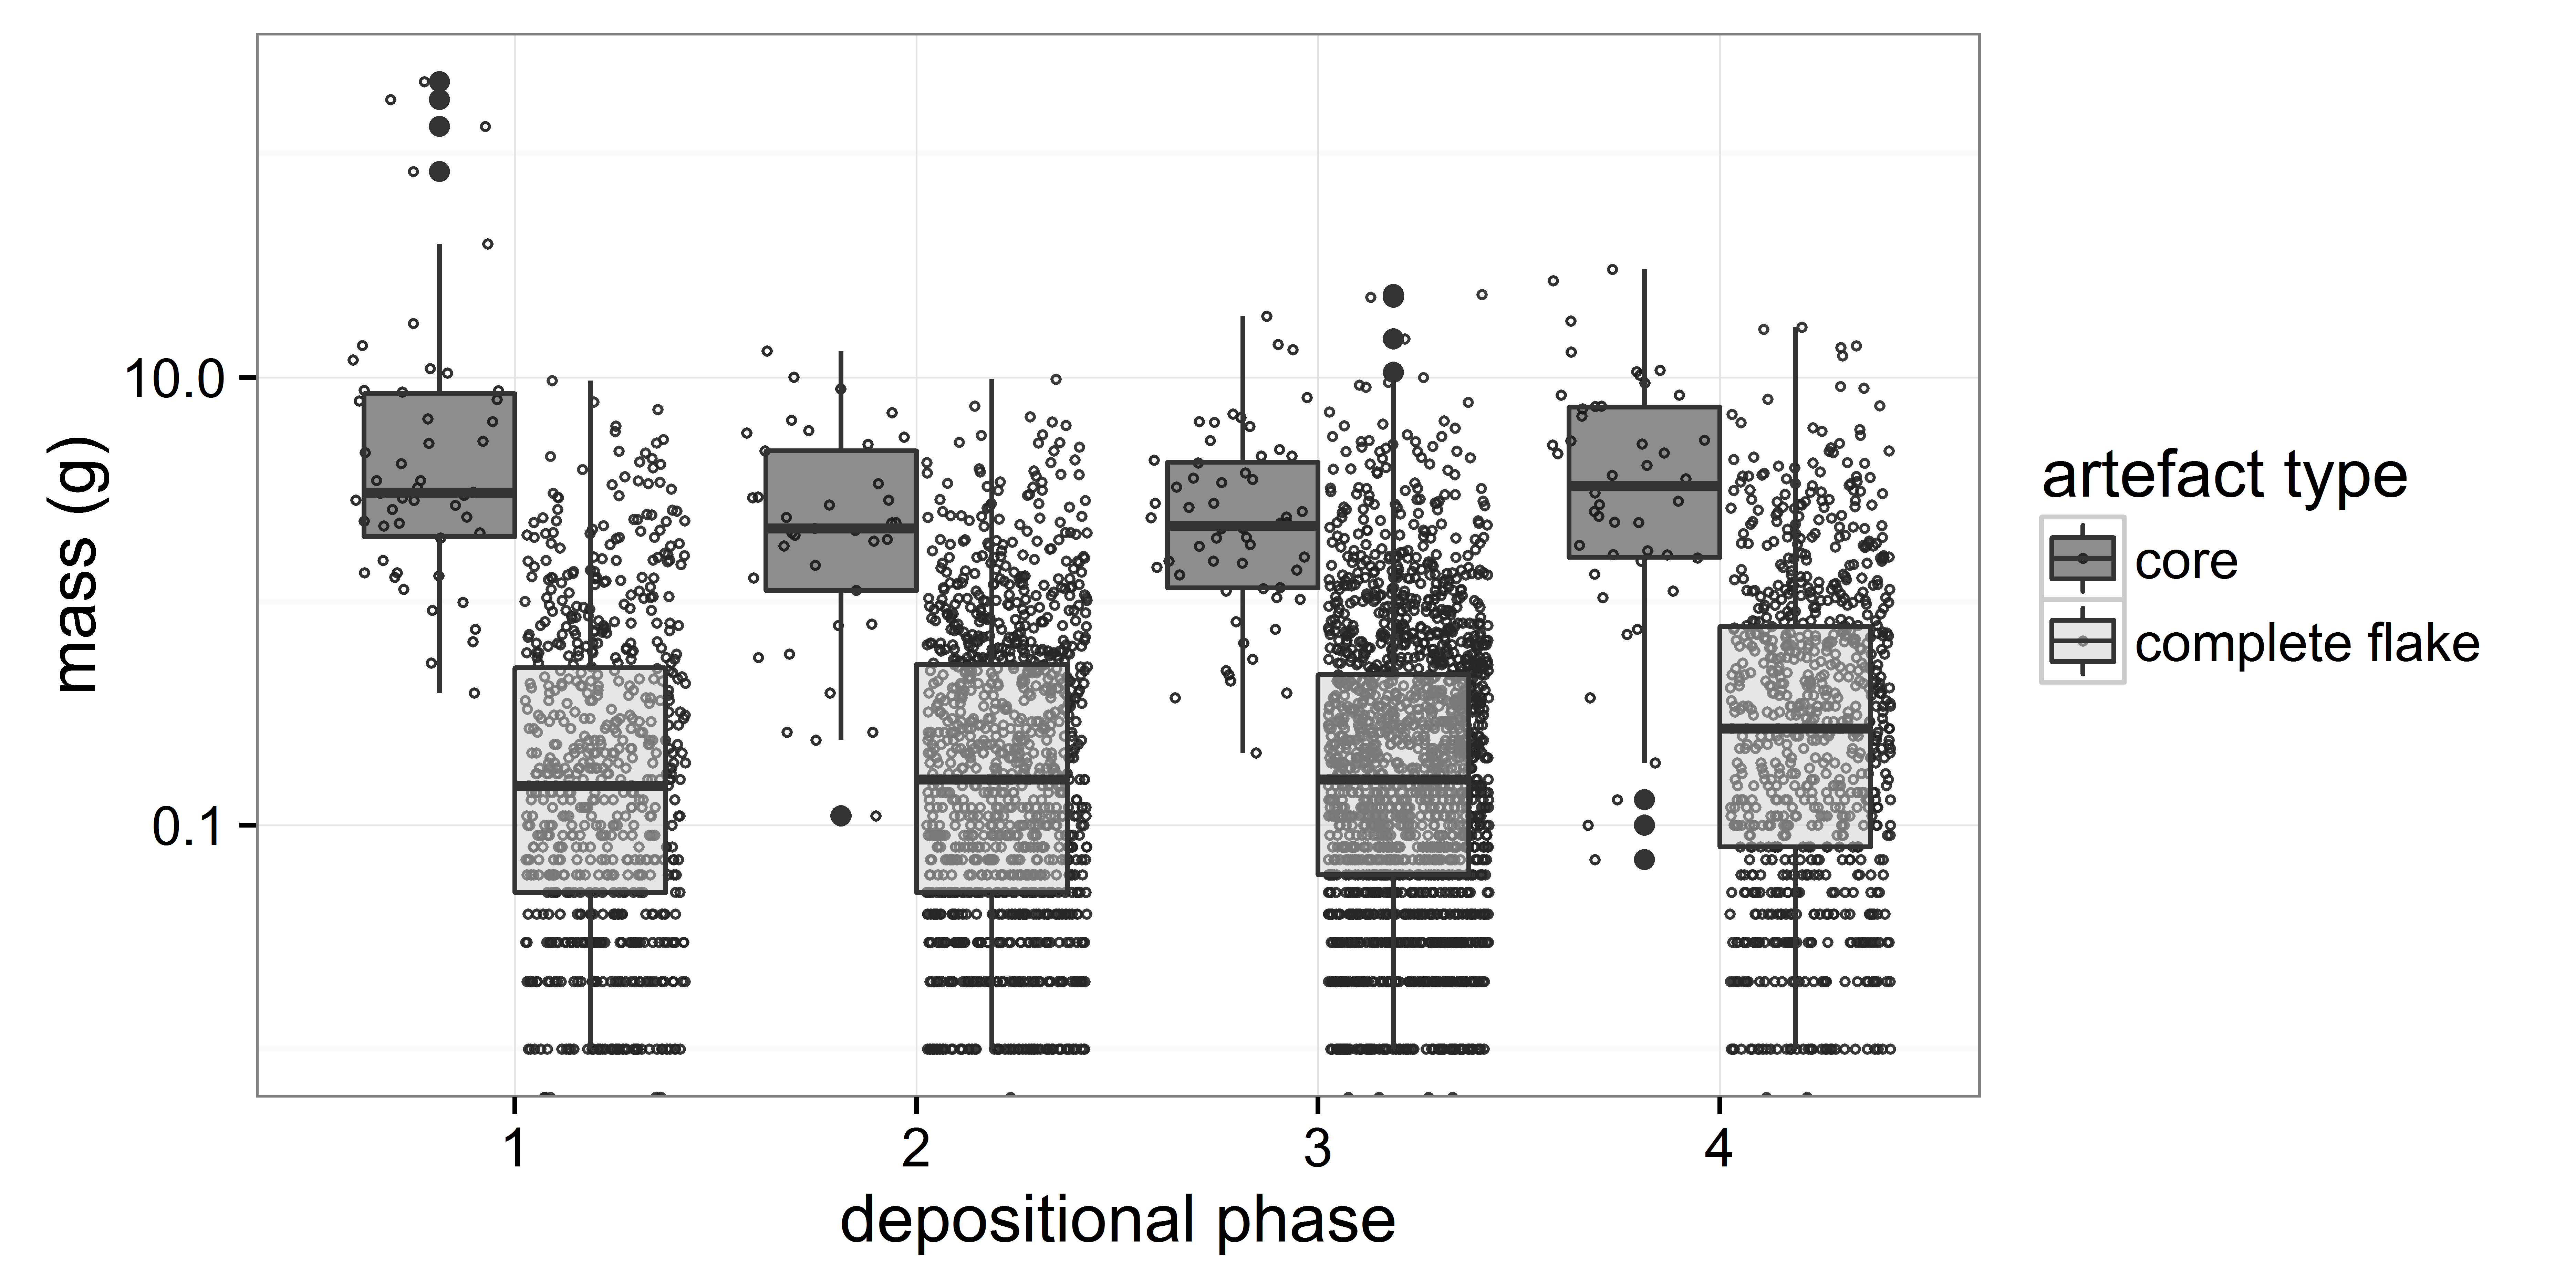 mass (g)
10.0
0.1
1
2
3
4
depositional phase
artefact type
core
complete flake